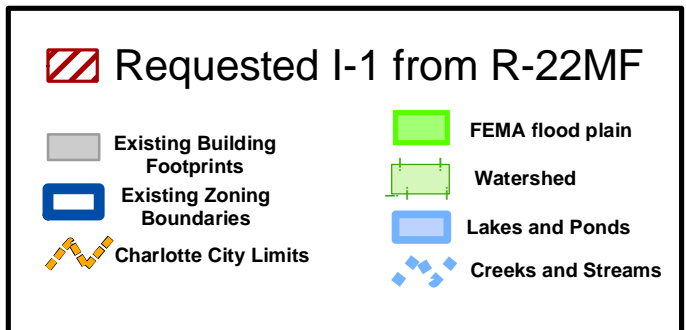 Requested I-1 from R-22MF
Existing Building
Footprints
Existing Zoning
Boundaries
Charlotte City Limits
FEMA flood plain
Watershed
Lakes and Ponds
Creeks and Streams